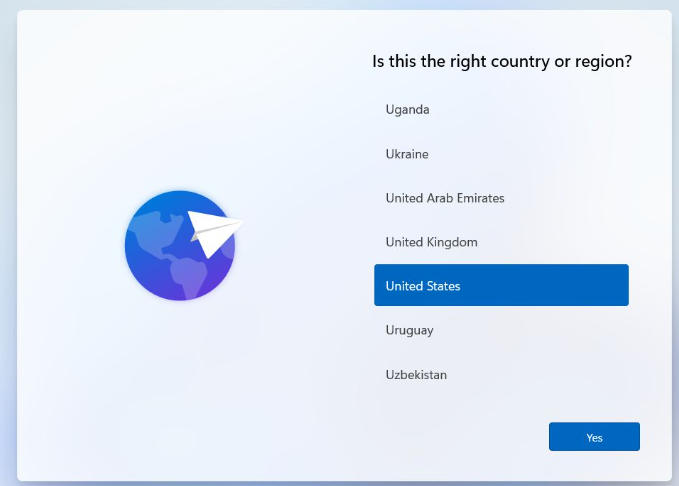 Is this the right country or region?
Uganda
Ukraine
United Arab Emirates
United Kingdom
United States
Uruguay
Uzbekistan
Yes